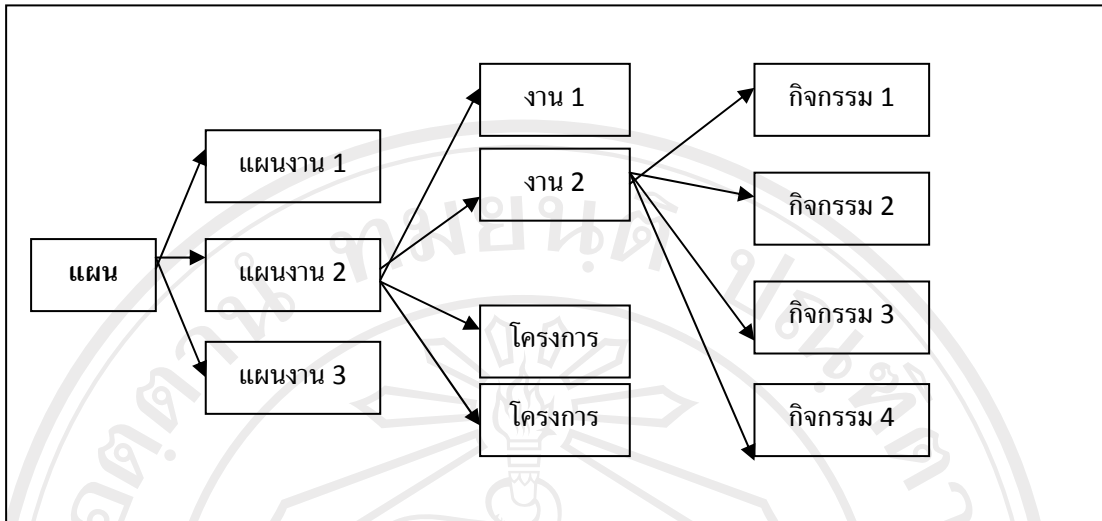 แผน
แผนงาน 1
แผนงาน 2
แผนงาน 3
งาน 1
งาน 2
โครงการ
โครงการ
กิจกรรม 1
กิจกรรม 2
กิจกรรม 3
กิจกรรม 4